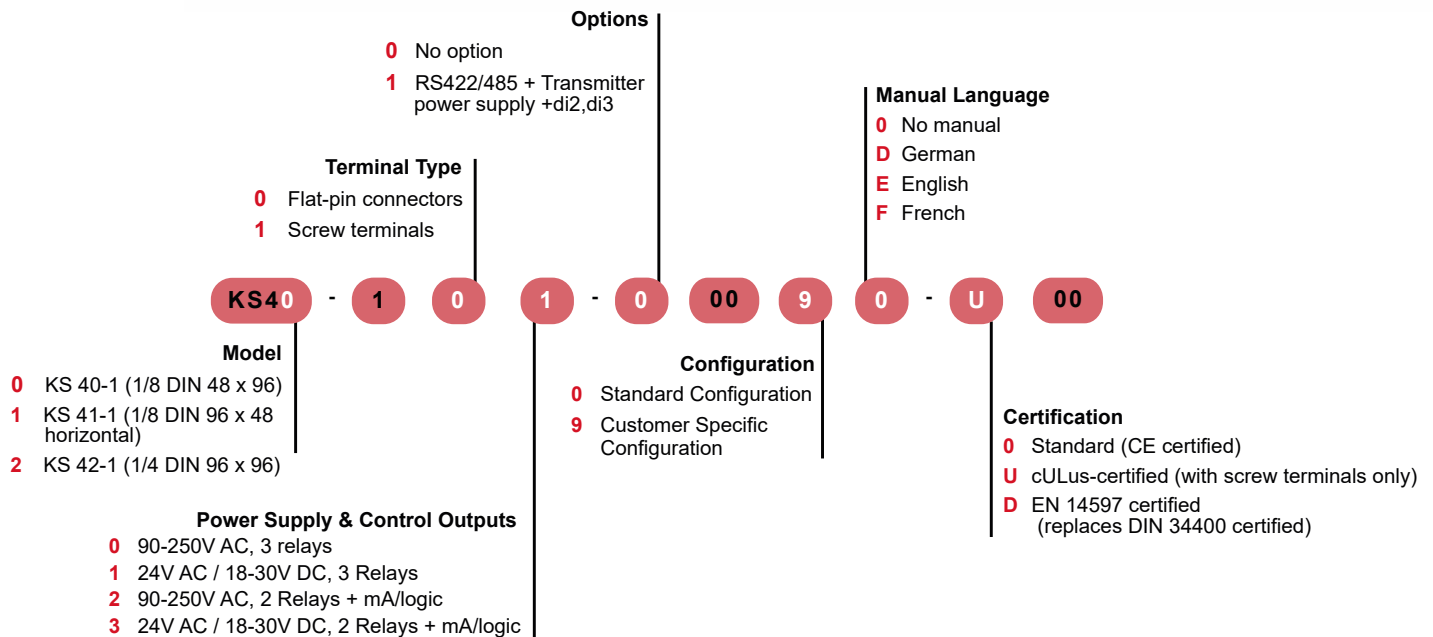 Options
0 No option
1 RS422/485 + Transmitter
power supply +di2,di3
Manual Language
0 No manual
D German
E English
F French
Terminal Type
0 Flat-pin connectors
1 Screw terminals
KS40 - 1 0 1 - 0 00 9 0 - U 00
Model
0 KS 40-1 (1/8 DIN 48 x 96)
1 KS 41-1 (1/8 DIN 96 x 48
horizontal)
2 KS 42-1 (1/4 DIN 96 x 96)
Configuration
0 Standard Configuration
9 Customer Specific
Configuration
Certification
0 Standard (CE certified)
U cULus-certified (with screw terminals only)
D EN 14597 certified
(replaces DIN 34400 certified)
Power Supply & Control Outputs
0 90-250V AC, 3 relays
1 24V AC / 18-30V DC, 3 Relays
2 90-250V AC, 2 Relays + mA/logic
3 24V AC / 18-30V DC, 2 Relays + mA/logic